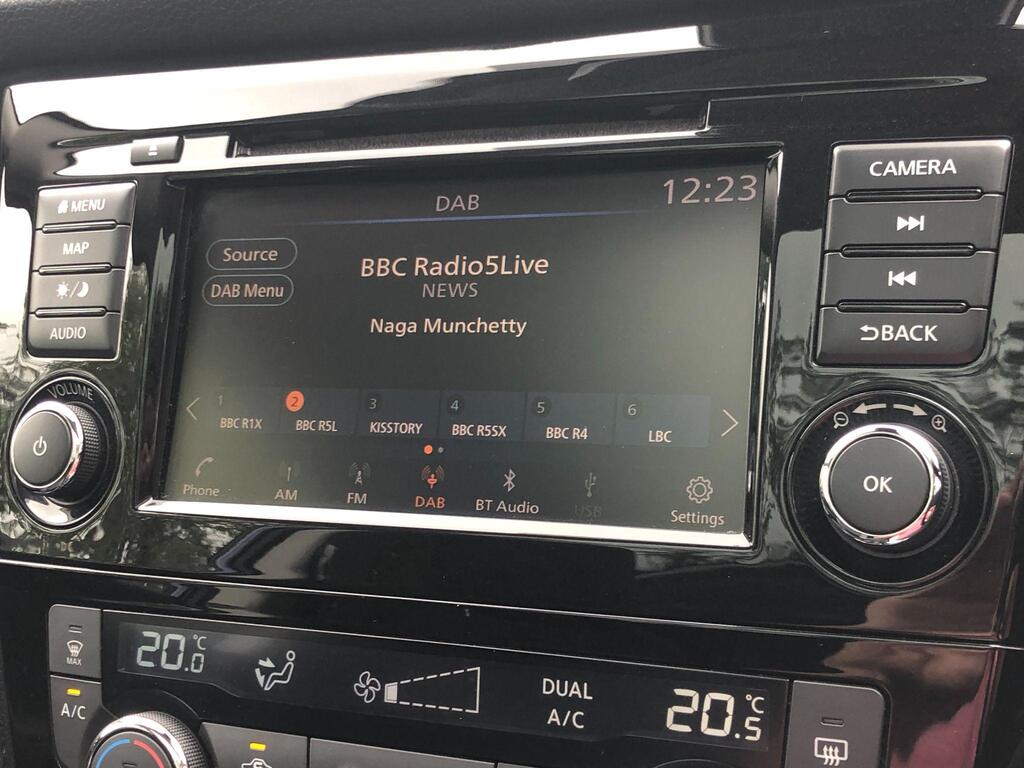 DAB
12:23
CAMERA
MENU
MAP
AUDIO
VOLUME
Source
DAB Menu
BBC Radio5Live
NEWS
Naga Munchetty
BACK
1 BBC R1X
2 BBC R5L
3 KISSTORY
4 BBC R5SX
5 BBC R4
6 LBC
Phone
AM
FM
DAB
BT Audio
USB
Settings
OK
MAX
20.0°C
DUAL
A/C
20.5°C
A/C